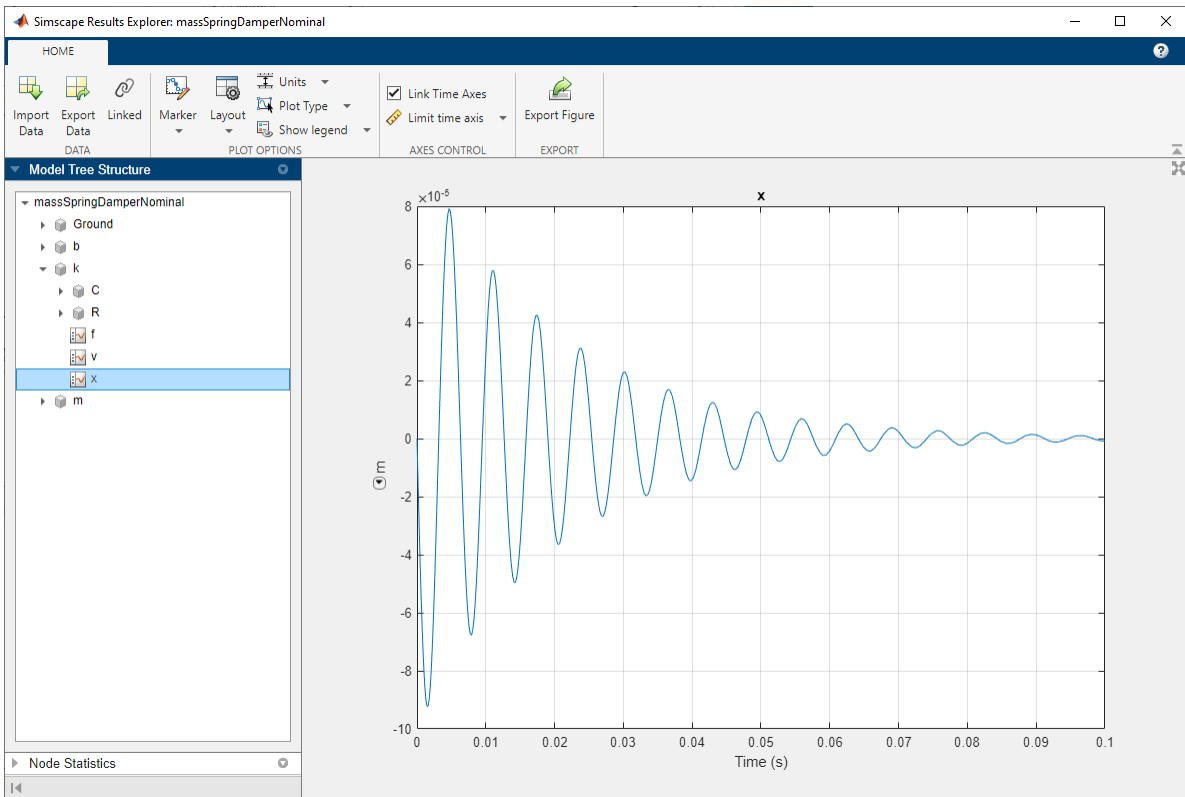 Simscape Results Explorer: massSpringDamperNominal
HOME
?
Import Data
Export Data
Linked
DATA
Marker
Layout
Units
Plot Type
Show legend
PLOT OPTIONS
Link Time Axes
Limit time axis
AXES CONTROL
Export Figure
EXPORT
Model Tree Structure
massSpringDamperNominal
Ground
b
k
C
R
f
v
x
m
Node Statistics
×10⁻⁵
x
8
6
4
2
0
-2
-4
-6
-8
-10
m
0 0.01 0.02 0.03 0.04 0.05 0.06 0.07 0.08 0.09 0.1
Time (s)